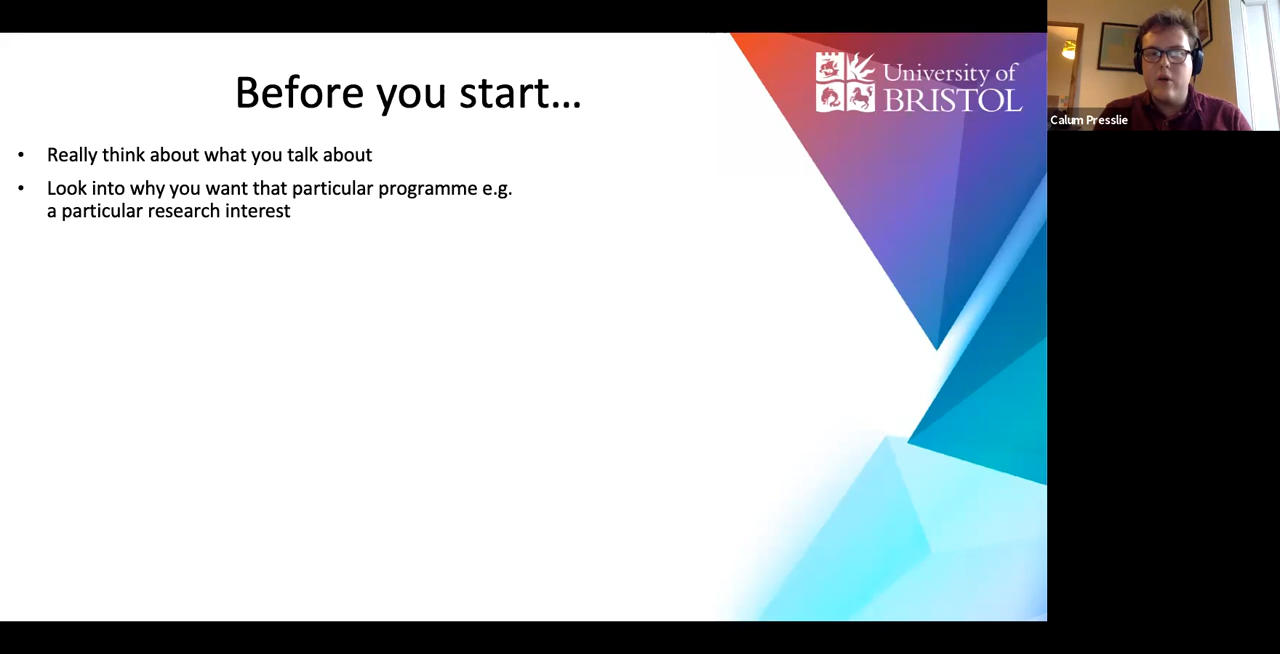 Before you start…
• Really think about what you talk about
• Look into why you want that particular programme e.g.
a particular research interest
University of
BRISTOL
Calum Presslie